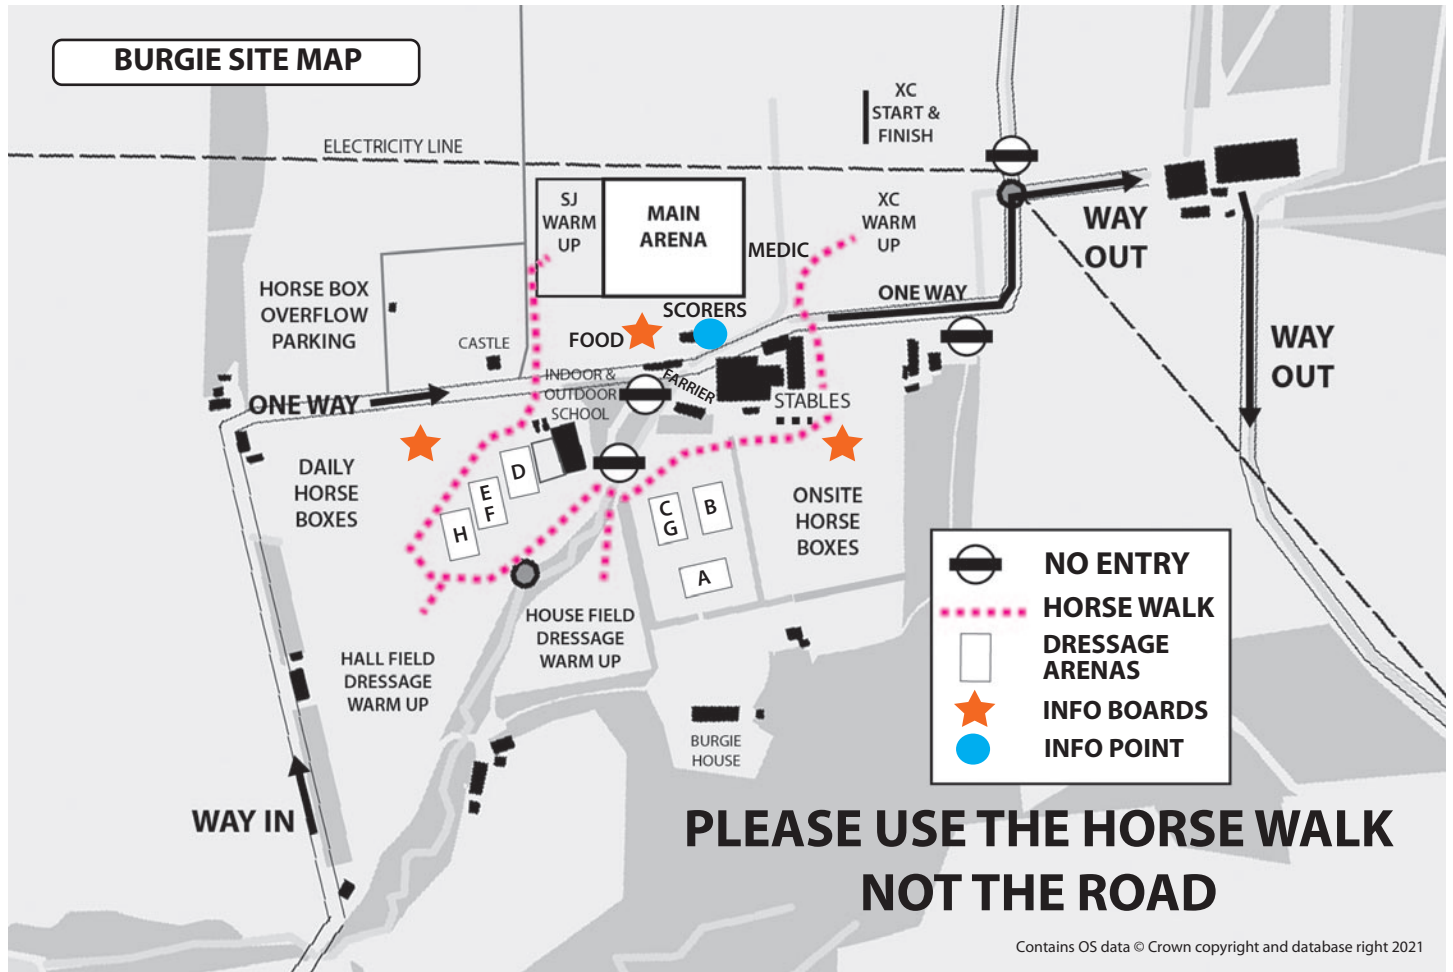 BURGIE SITE MAP
XC
START &
FINISH
ELECTRICITY LINE
SJ
WARM
UP
MAIN
ARENA
MEDIC
XC
WARM
UP
WAY
OUT
HORSE BOX
OVERFLOW
PARKING
ONE WAY
SCORERS
FOOD
CASTLE
WAY
OUT
INDOOR &
OUTDOOR
SCHOOL
FARRIER
STABLES
ONE WAY
DAILY
HORSE
BOXES
D
E
F
H
C
G
B
A
ONSITE
HORSE
BOXES
HOUSE FIELD
DRESSAGE
WARM UP
HALL FIELD
DRESSAGE
WARM UP
BURGIE
HOUSE
WAY IN
NO ENTRY
HORSE WALK
DRESSAGE
ARENAS
INFO BOARDS
INFO POINT
PLEASE USE THE HORSE WALK
NOT THE ROAD
Contains OS data © Crown copyright and database right 2021